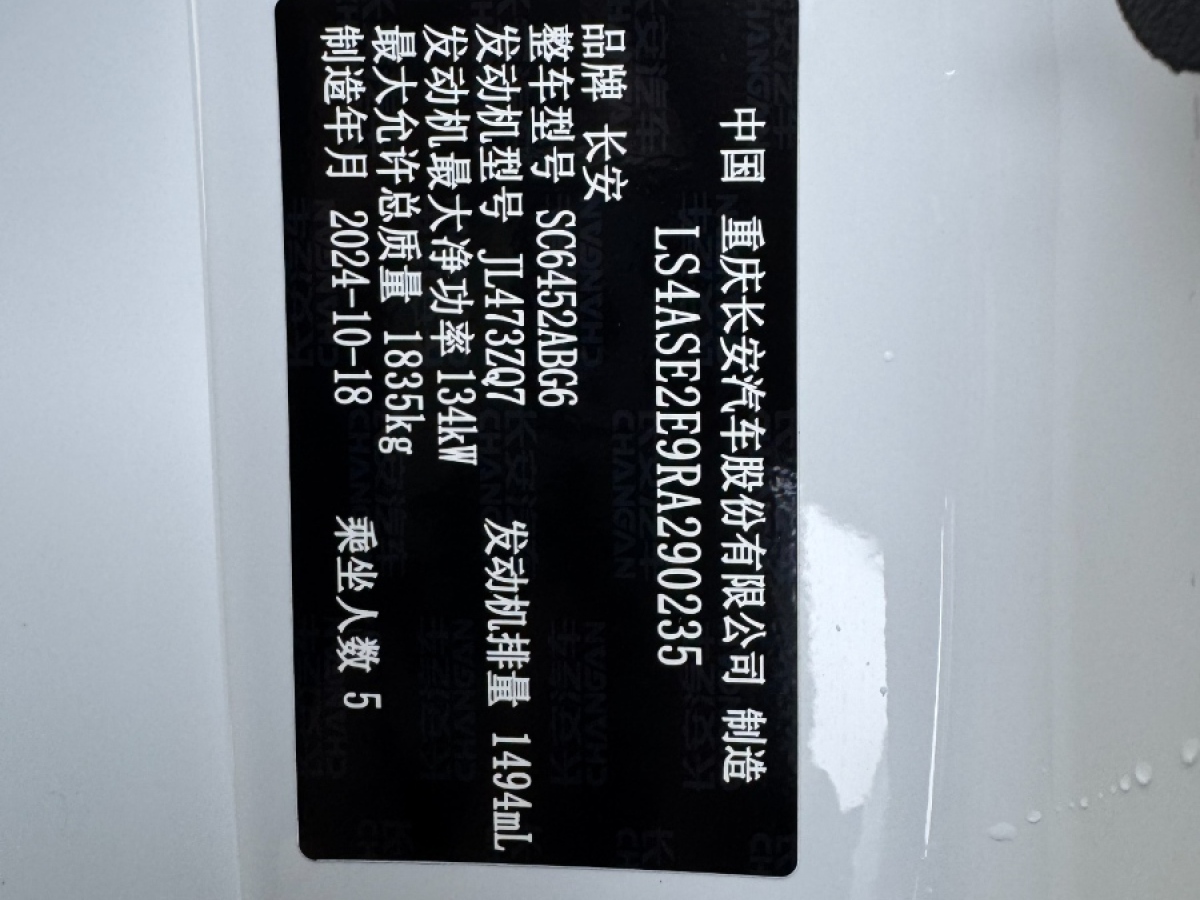 中国 重庆长安汽车股份有限公司 制造
LS4ASE2E9RA290235
品牌 长安
整车型号 SC6452ABG6
发动机型号 JL473ZQ7 发动机排量 1494mL
发动机最大净功率 134kW
最大允许总质量 1835kg
制造年月 2024-10-18 乘坐人数 5